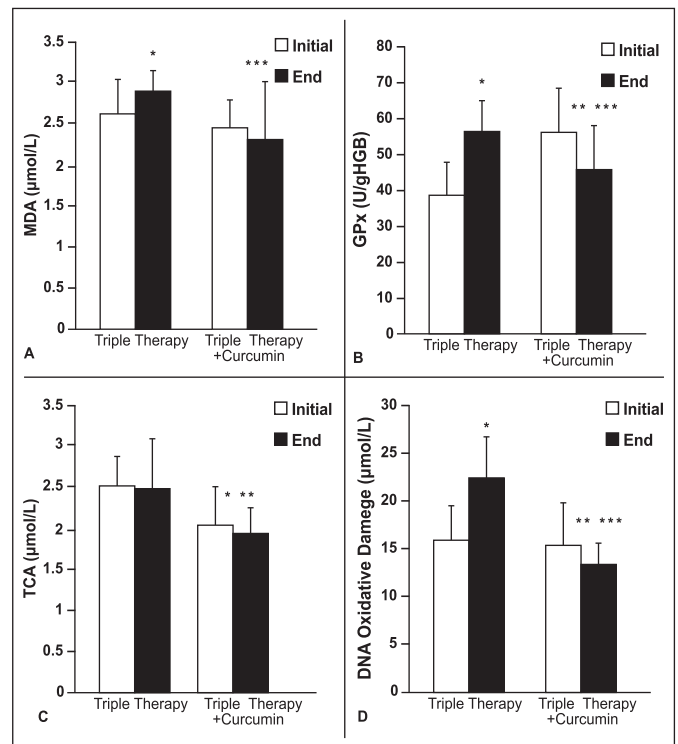 3.5
3
2.5
2
1.5
1
0.5
0
MDA (µmol/L)
*
***
Initial
End
Triple Therapy
Triple Therapy
+Curcumin
A
80
70
60
50
40
30
20
10
0
GPx (U/gHGB)
*
** ***
Initial
End
Triple Therapy
Triple Therapy
+Curcumin
B
3.5
3
2.5
2
1.5
1
0.5
0
TCA (µmol/L)
* **
Initial
End
Triple Therapy
Triple Therapy
+Curcumin
C
30
25
20
15
10
5
0
DNA Oxidative Damege (µmol/L)
*
** ***
Initial
End
Triple Therapy
Triple Therapy
+Curcumin
D